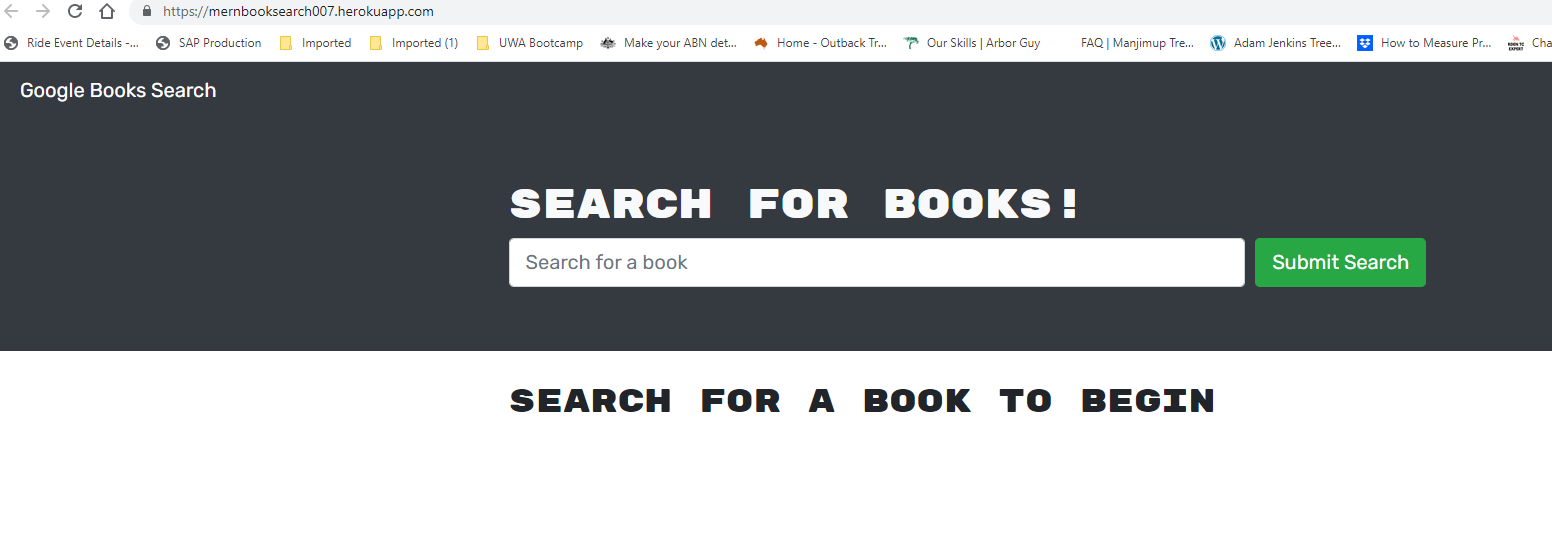 https://mernbooksearch007.herokuapp.com
Ride Event Details -... SAP Production Imported Imported (1) UWA Bootcamp Make your ABN det... Home - Outback Tr... Our Skills | Arbor Guy FAQ | Manjimup Tre... Adam Jenkins Tree... How to Measure Pr... Cha
Google Books Search
SEARCH FOR BOOKS!
Search for a book Submit Search
SEARCH FOR A BOOK TO BEGIN